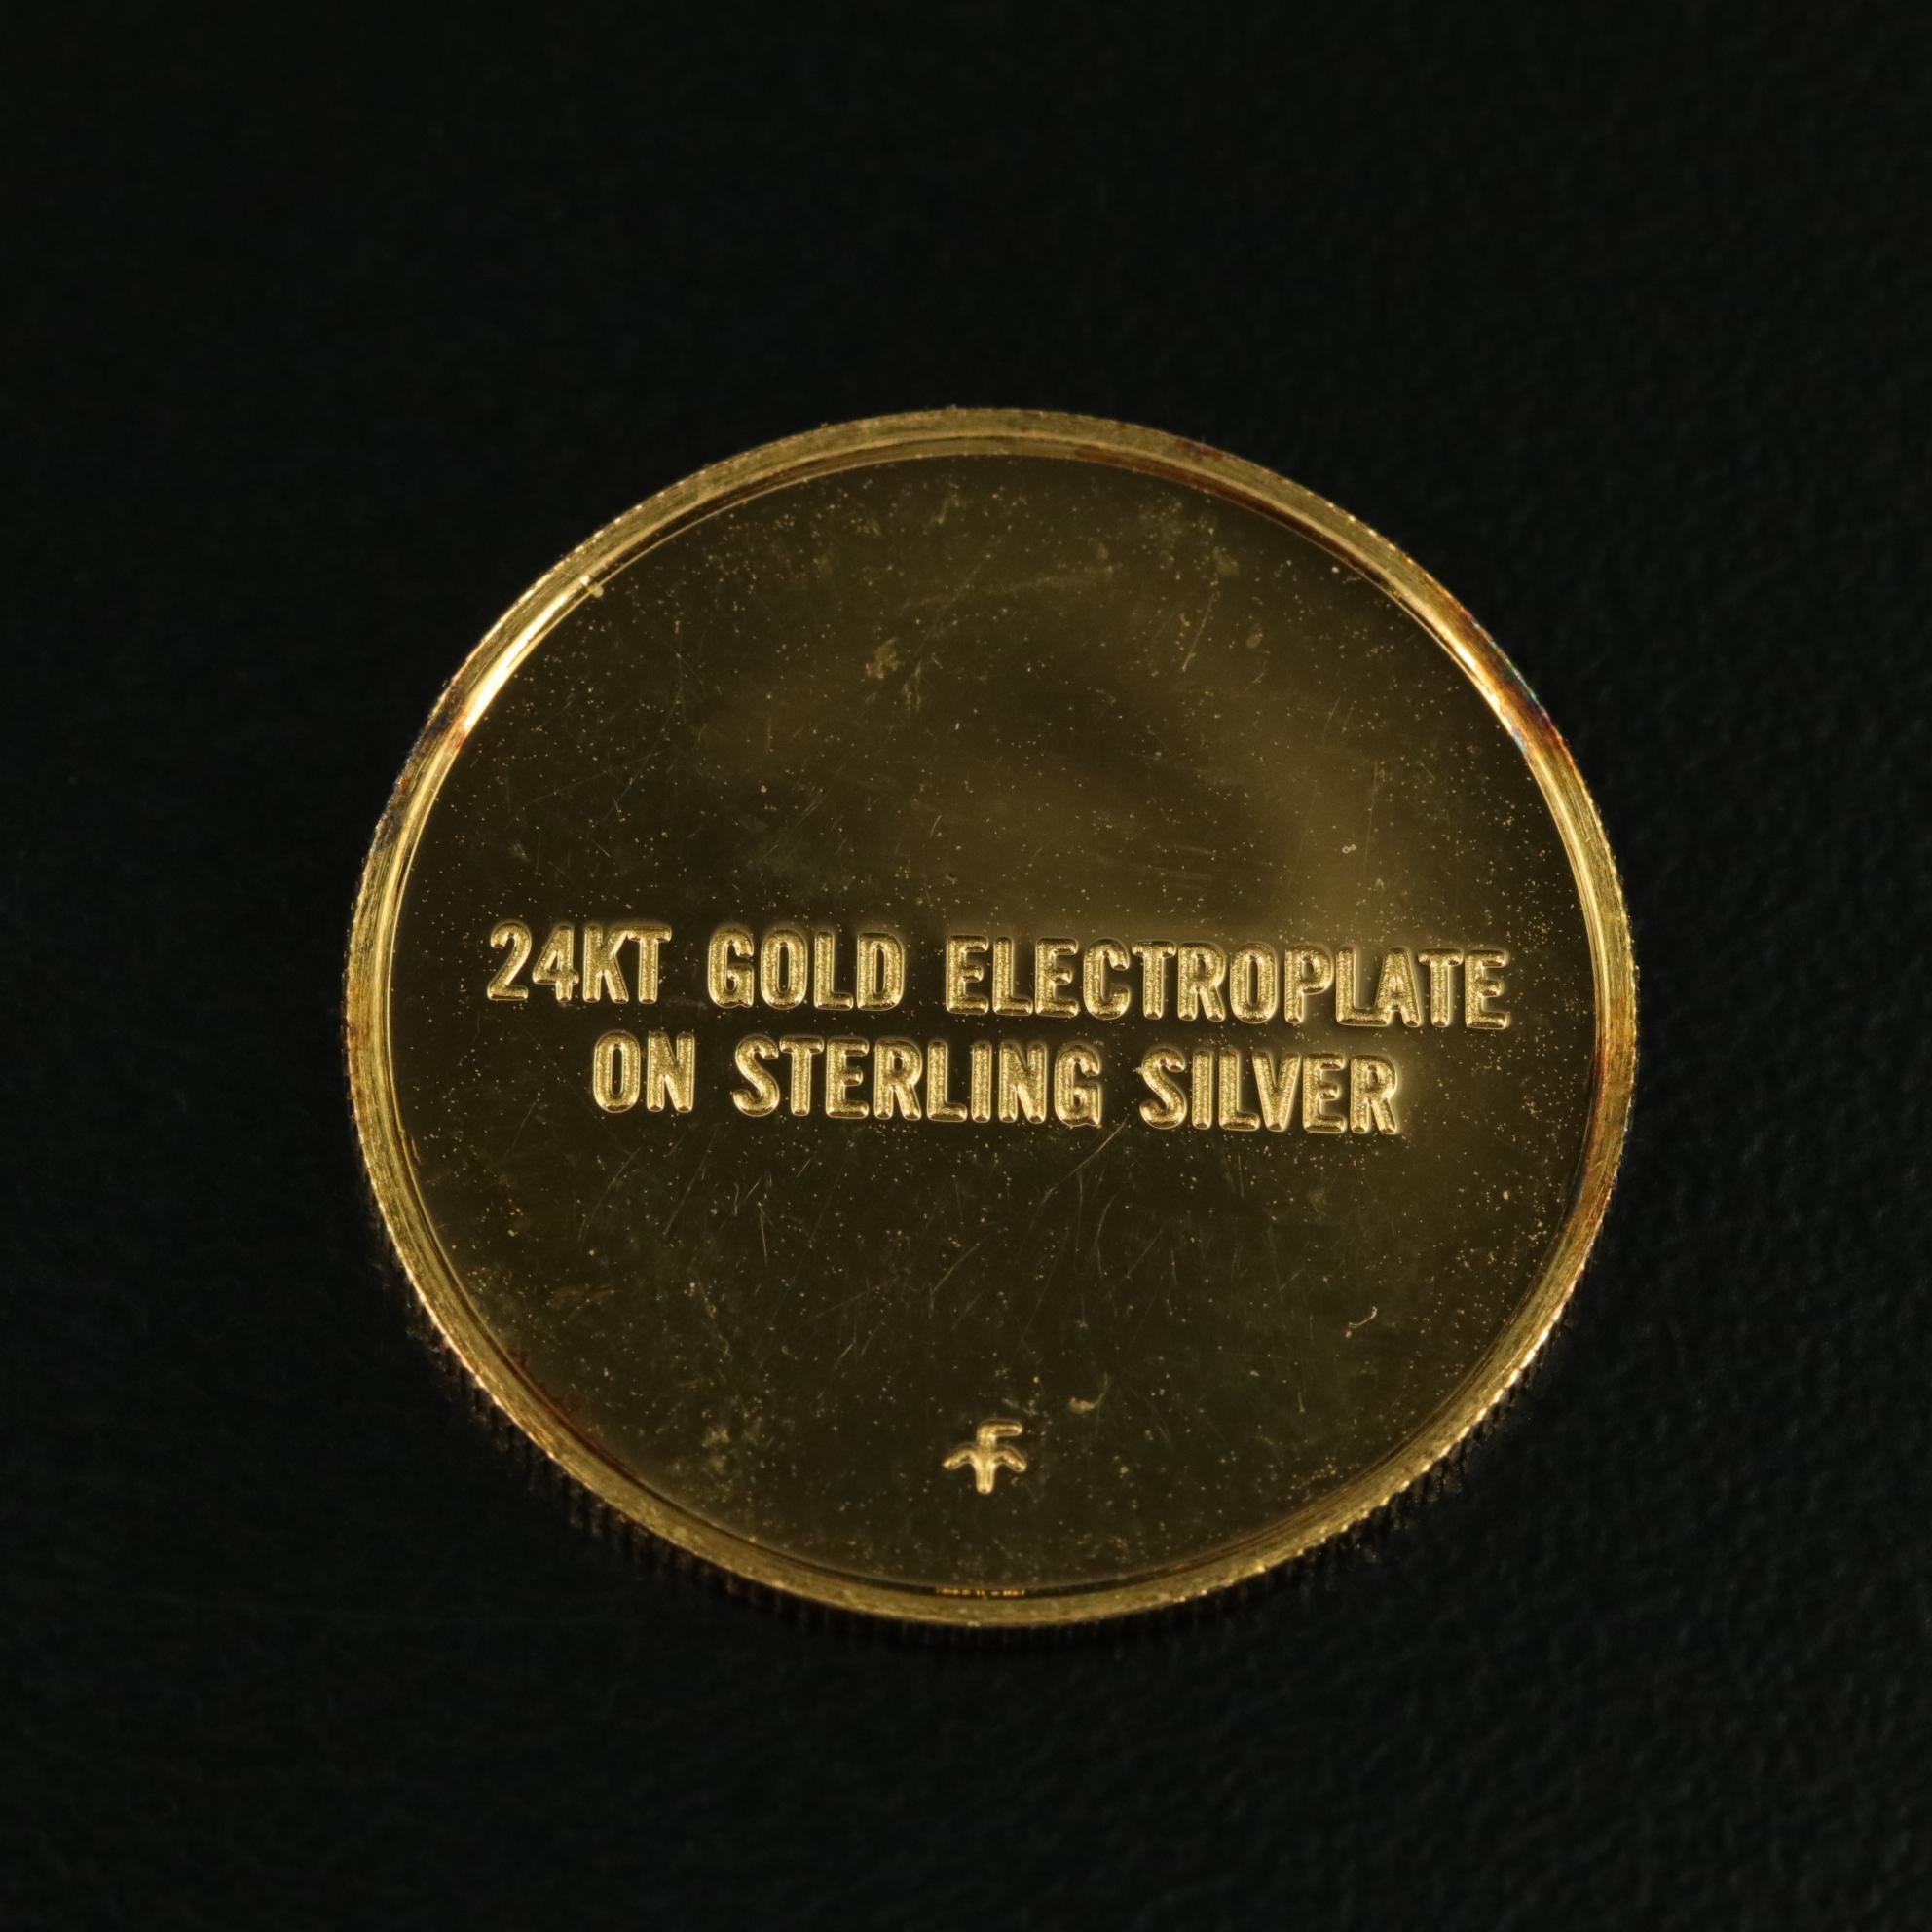 24KT GOLD ELECTROPLATE
ON STERLING SILVER